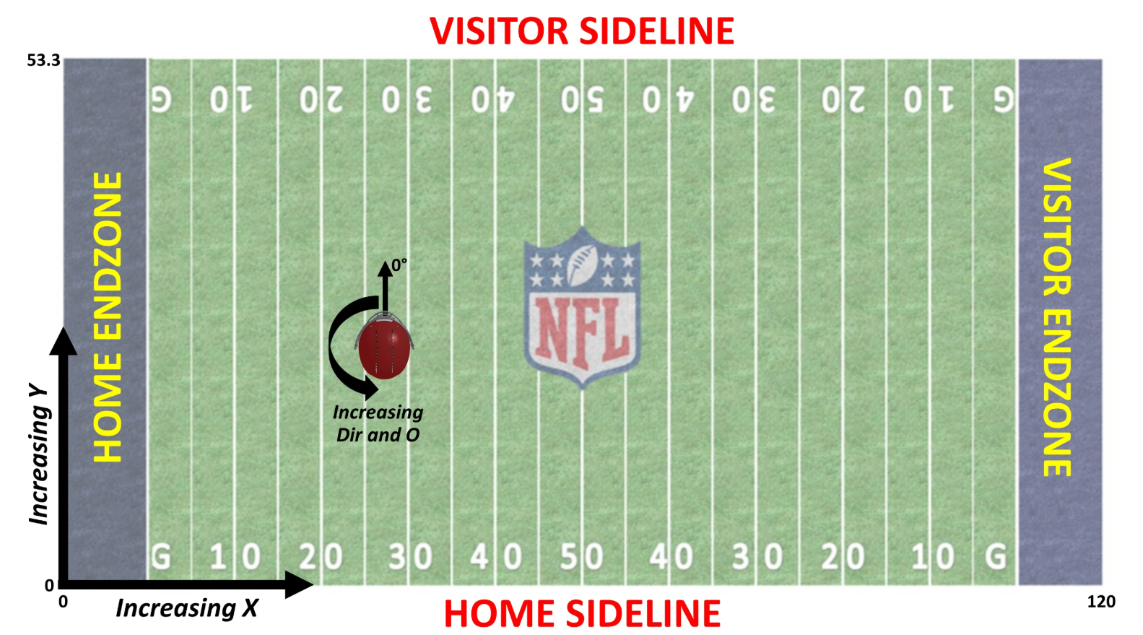 VISITOR SIDELINE
53.3
G 10 20 30 40 50 40 30 20 10 G
HOME ENDZONE
VISITOR ENDZONE
0°
NFL
Increasing
Dir and O
Increasing Y
G 10 20 30 40 50 40 30 20 10 G
0
0
Increasing X
HOME SIDELINE
120